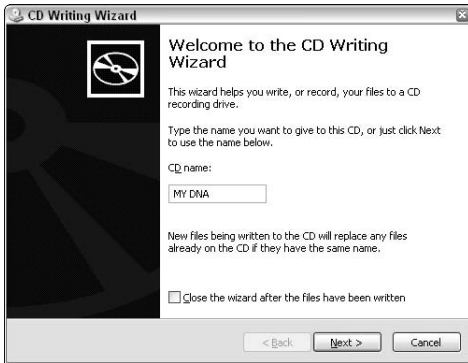 CD Writing Wizard
Welcome to the CD Writing
Wizard
This wizard helps you write, or record, your files to a CD
recording drive.
Type the name you want to give to this CD, or just click Next
to use the name below.
CD name:
MY DNA
New files being written to the CD will replace any files
already on the CD if they have the same name.
Close the wizard after the files have been written
< Back Next > Cancel